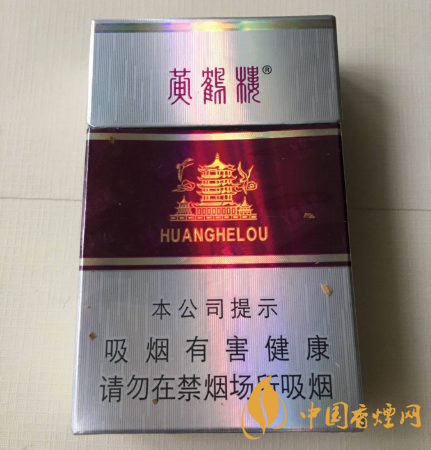 黄鹤楼®
HUANGHELOU
本公司提示
吸烟有害健康
请勿在禁烟场所吸烟
中国香烟网